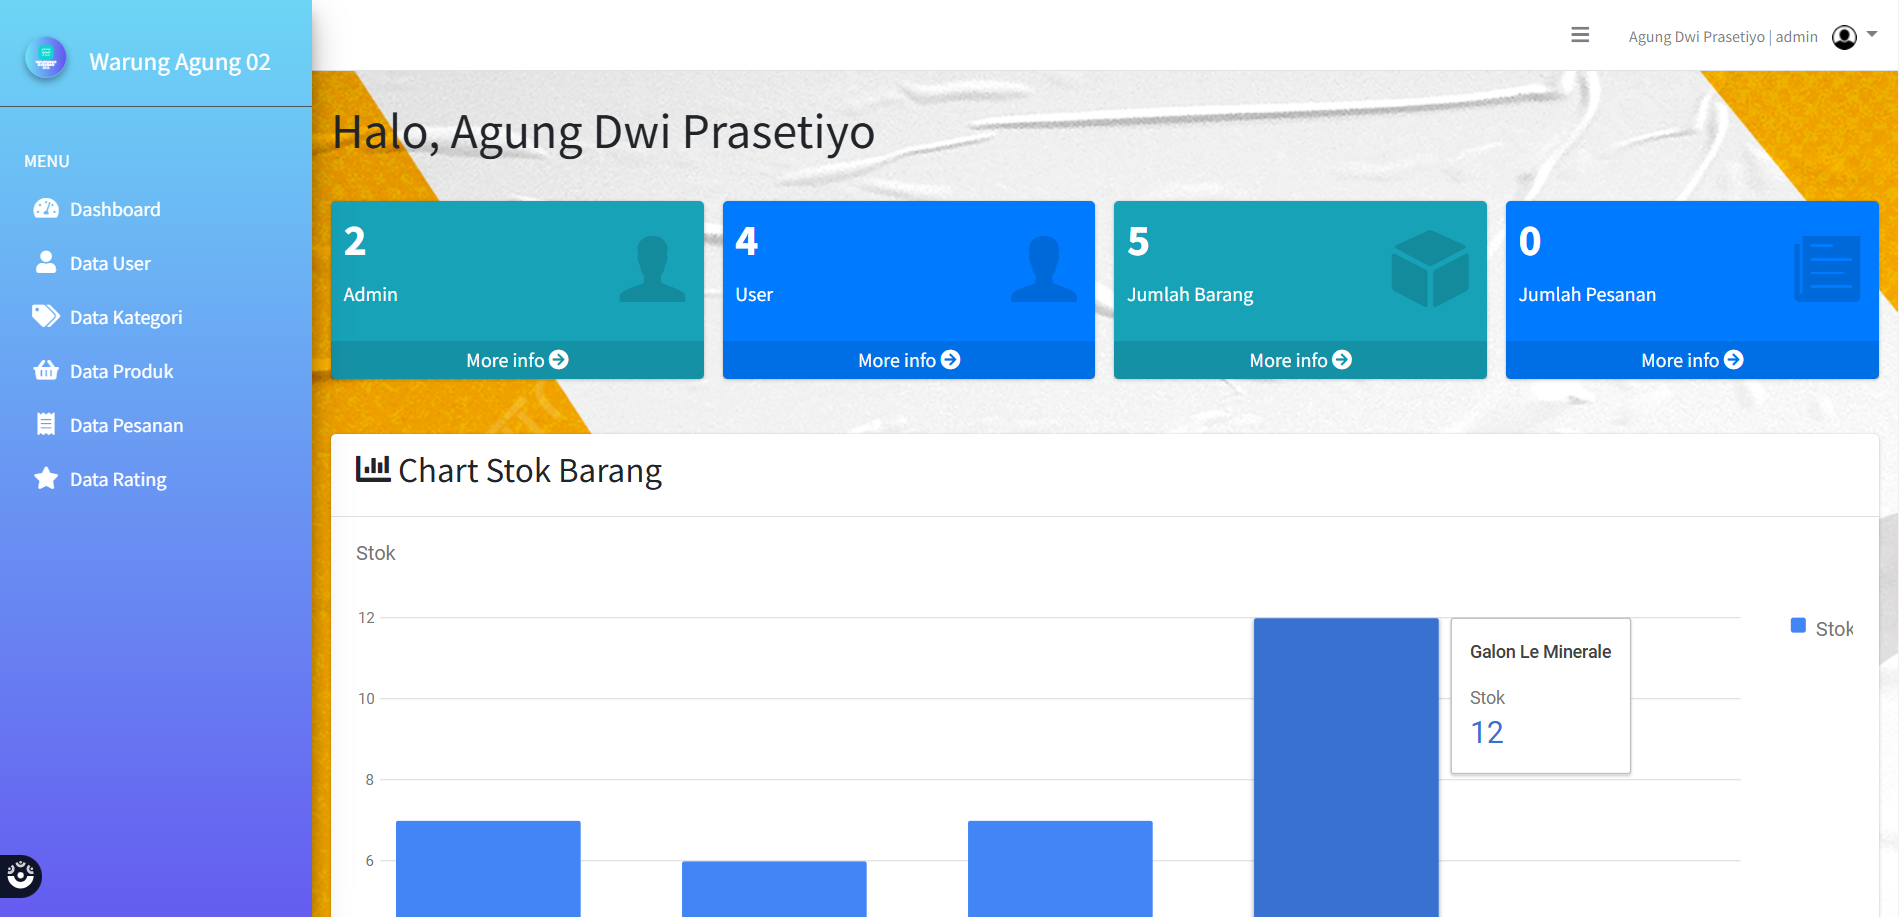 Warung Agung 02
Agung Dwi Prasetiyo | admin
MENU
Dashboard
Data User
Data Kategori
Data Produk
Data Pesanan
Data Rating
Halo, Agung Dwi Prasetiyo
2
Admin
More info
4
User
More info
5
Jumlah Barang
More info
0
Jumlah Pesanan
More info
Chart Stok Barang
Stok
12
10
8
6
Galon Le Minerale
Stok
12
Stok